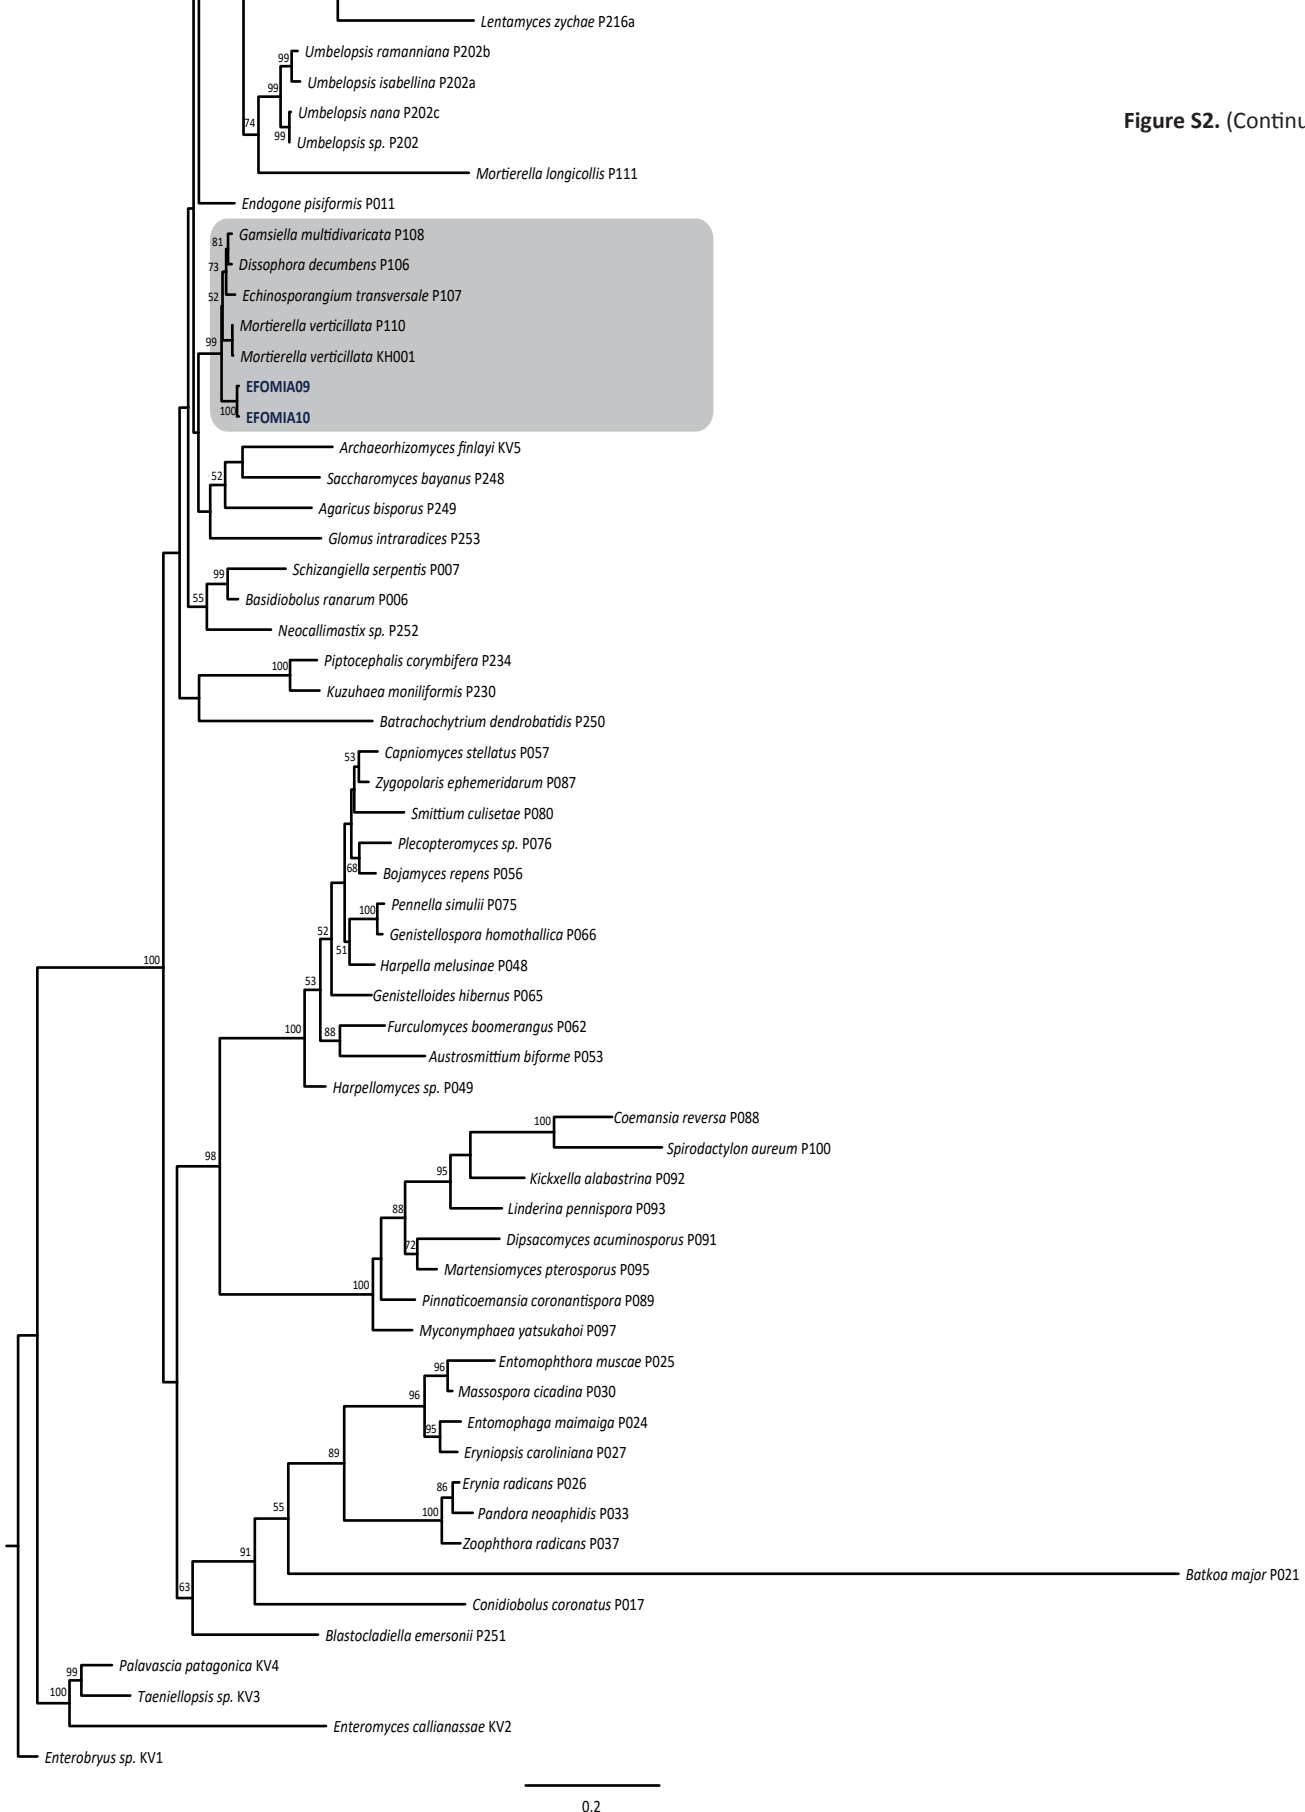 Lentamyces zychae P216a
99
Umbelopsis ramanniana P202b
Umbelopsis isabellina P202a
99
Umbelopsis nana P202c
Figure S2. (Continu
74
99
Umbelopsis sp. P202
Mortierella longicollis P111
Endogone pisiformis P011
81
Gamsiella multidivaricata P108
73
Dissophora decumbens P106
52
Echinosporangium transversale P107
Mortierella verticillata P110
99
Mortierella verticillata KH001
EFOMIA09
100
EFOMIA10
Archaeorhizomyces finlayi KV5
52
Saccharomyces bayanus P248
Agaricus bisporus P249
Glomus intraradices P253
99
Schizangiella serpentis P007
55
Basidiobolus ranarum P006
Neocallimastix sp. P252
100
Piptocephalis corymbifera P234
Kuzuhaea moniliformis P230
Batrachochytrium dendrobatidis P250
53
Capniomyces stellatus P057
Zygopolaris ephemeridarum P087
Smittium culisetae P080
Plecopteromyces sp. P076
68
Bojamyces repens P056
100
Pennella simulii P075
52
Genistellospora homothallica P066
51
100
Harpella melusinae P048
53
Genistelloides hibernus P065
100
88
Furculomyces boomerangus P062
Austrosmittium biforme P053
Harpellomyces sp. P049
100
Coemansia reversa P088
Spirodactylon aureum P100
98
95
Kickxella alabastrina P092
88
Linderina pennispora P093
72
Dipsacomyces acuminosporus P091
Martensiomyces pterosporus P095
100
Pinnaticoemansia coronantispora P089
Myconymphaea yatsukahoi P097
96
Entomophthora muscae P025
96
Massospora cicadina P030
95
Entomophaga maimaiga P024
89
Eryniopsis caroliniana P027
86
Erynia radicans P026
55
100
Pandora neoaphidis P033
Zoophthora radicans P037
91
Batkoa major P021
63
Conidiobolus coronatus P017
Blastocladiella emersonii P251
99
Palavascia patagonica KV4
100
Taeniellopsis sp. KV3
Enteromyces callianassae KV2
Enterobryus sp. KV1
0.2